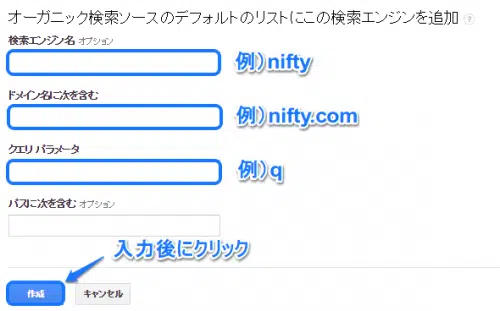 オーガニック検索ソースのデフォルトのリストにこの検索エンジンを追加 ?
検索エンジン名 オプション
例)nifty
ドメイン名に次を含む
例)nifty.com
クエリ パラメータ
例)q
パスに次を含む オプション
入力後にクリック
作成 キャンセル